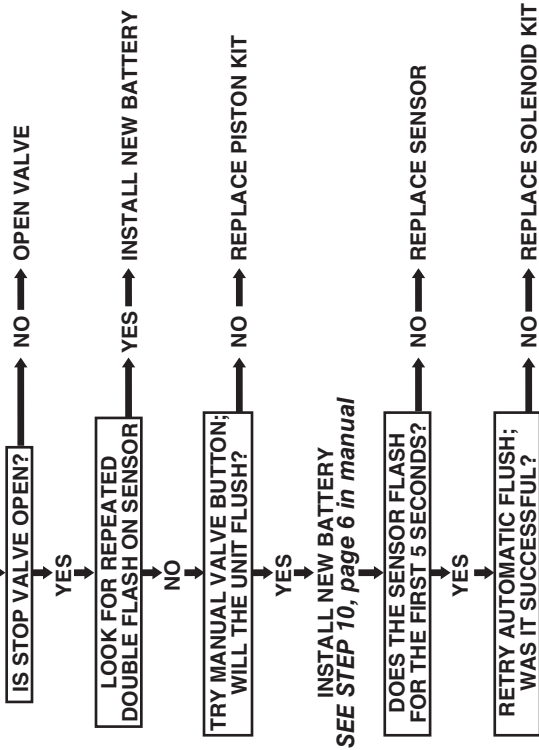 IS STOP VALVE OPEN?
NO
OPEN VALVE
YES
LOOK FOR REPEATED
DOUBLE FLASH ON SENSOR
YES
INSTALL NEW BATTERY
NO
TRY MANUAL VALVE BUTTON;
WILL THE UNIT FLUSH?
NO
REPLACE PISTON KIT
YES
INSTALL NEW BATTERY
SEE STEP 10, page 6 in manual
DOES THE SENSOR FLASH
FOR THE FIRST 5 SECONDS?
NO
REPLACE SENSOR
YES
RETRY AUTOMATIC FLUSH;
WAS IT SUCCESSFUL?
NO
REPLACE SOLENOID KIT